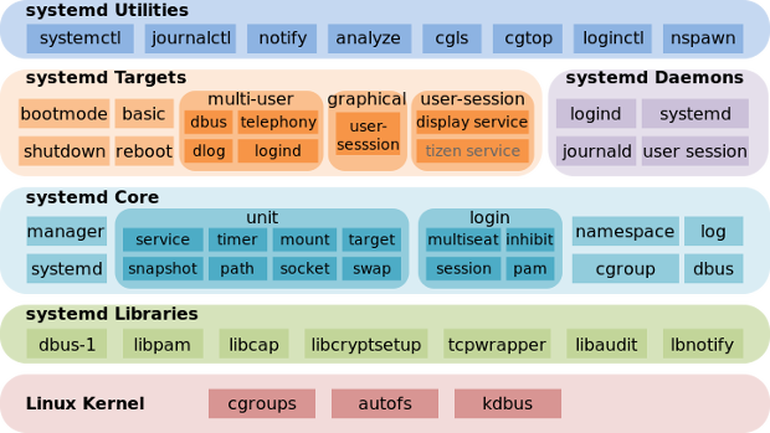 systemd Utilities
systemctl journalctl notify analyze cgls cgtop loginctl nspawn
systemd Targets
bootmode basic
shutdown reboot
multi-user
dbus telephony
dlog logind
graphical
user-
sesssion
user-session
display service
tizen service
systemd Daemons
logind systemd
journald user session
systemd Core
manager
systemd
unit
service timer mount target
snapshot path socket swap
login
multiseat inhibit
session pam
namespace log
cgroup dbus
systemd Libraries
dbus-1 libpam libcap libcryptsetup tcpwrapper libaudit lbnotify
Linux Kernel cgroups autofs kdbus